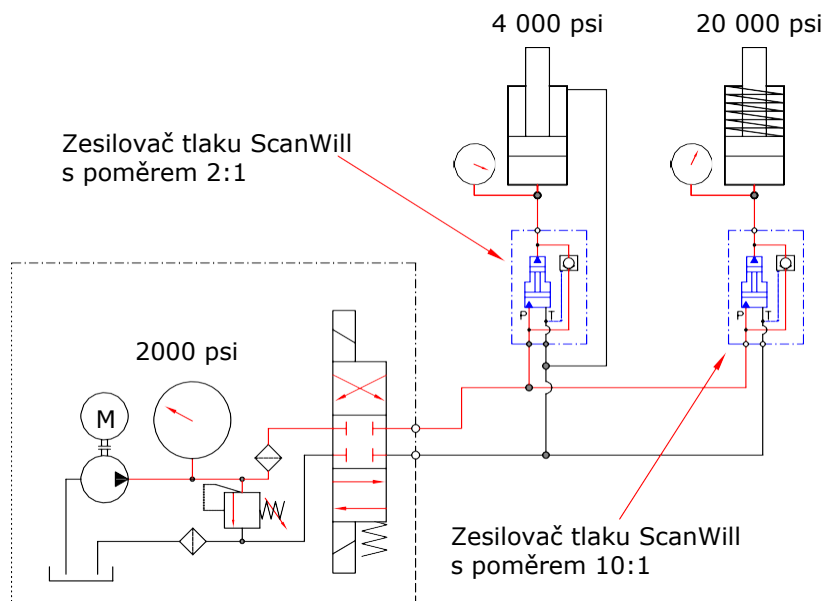 4 000 psi
20 000 psi
Zesilovač tlaku ScanWill
s poměrem 2:1
P
T
P
T
2000 psi
M
Zesilovač tlaku ScanWill
s poměrem 10:1